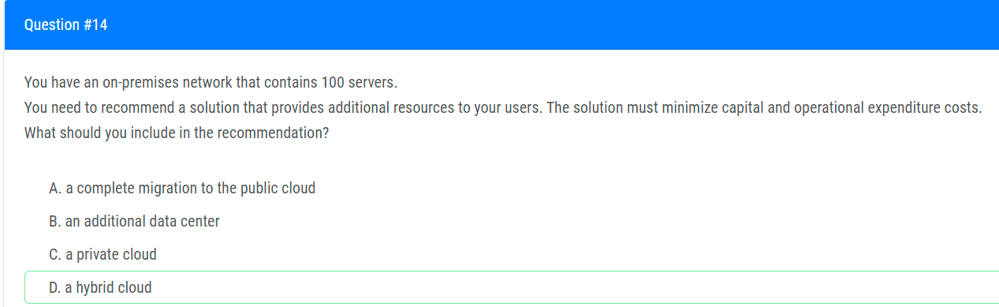 Question #14
You have an on-premises network that contains 100 servers.
You need to recommend a solution that provides additional resources to your users. The solution must minimize capital and operational expenditure costs.
What should you include in the recommendation?
A. a complete migration to the public cloud
B. an additional data center
C. a private cloud
D. a hybrid cloud